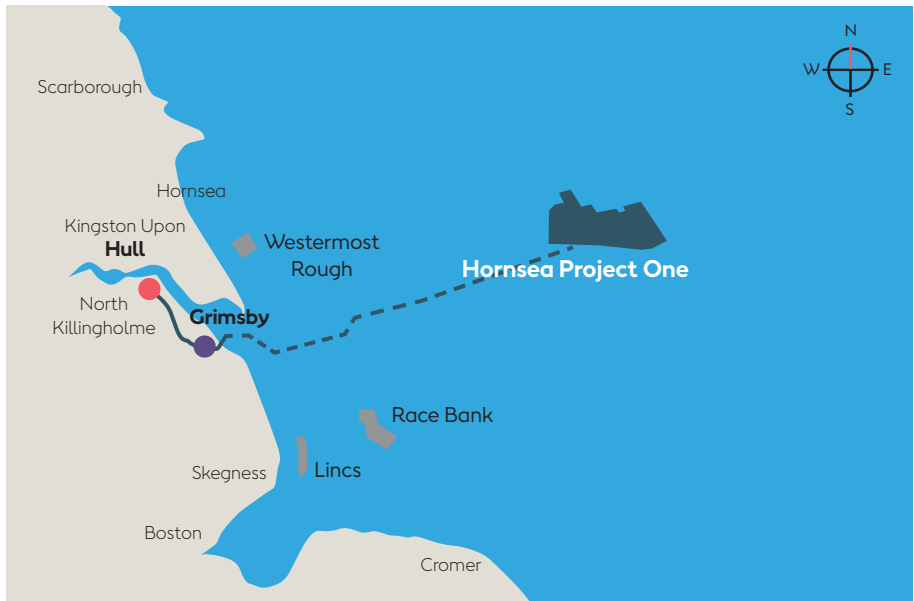 N
W
E
S
Scarborough
Hornsea
Kingston Upon
Hull
Westermost
Rough
Hornsea Project One
North
Killingholme
Grimsby
Race Bank
Skegness
Lincs
Boston
Cromer